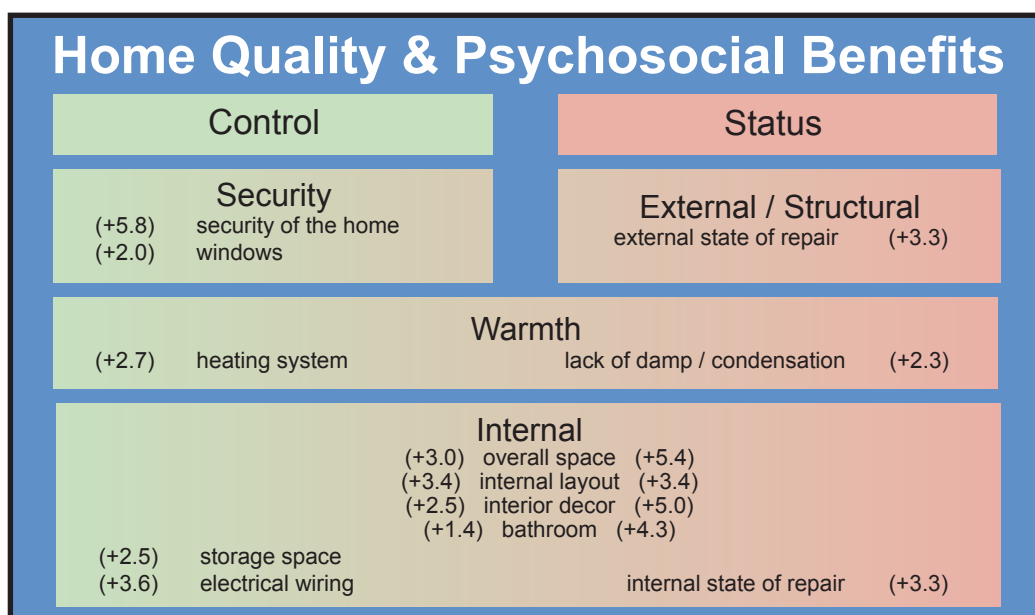 Home Quality & Psychosocial Benefits
Control
Status
Security
(+5.8) security of the home
(+2.0) windows
External / Structural
external state of repair (+3.3)
Warmth
(+2.7) heating system lack of damp / condensation (+2.3)
Internal
(+3.0) overall space (+5.4)
(+3.4) internal layout (+3.4)
(+2.5) interior decor (+5.0)
(+1.4) bathroom (+4.3)
(+2.5) storage space
(+3.6) electrical wiring internal state of repair (+3.3)